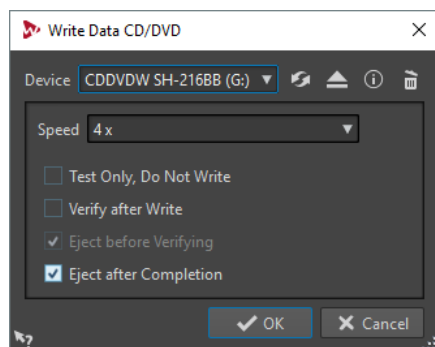 Write Data CD/DVD
Device CDDVDW SH-216BB (G:)
Speed 4 x
Test Only, Do Not Write
Verify after Write
Eject before Verifying
Eject after Completion
OK Cancel